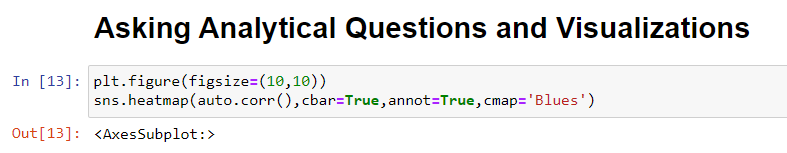 Asking Analytical Questions and Visualizations
In [13]: plt.figure(figsize=(10,10))
sns.heatmap(auto.corr(),cbar=True,annot=True,cmap='Blues')
Out[13]: <AxesSubplot:>